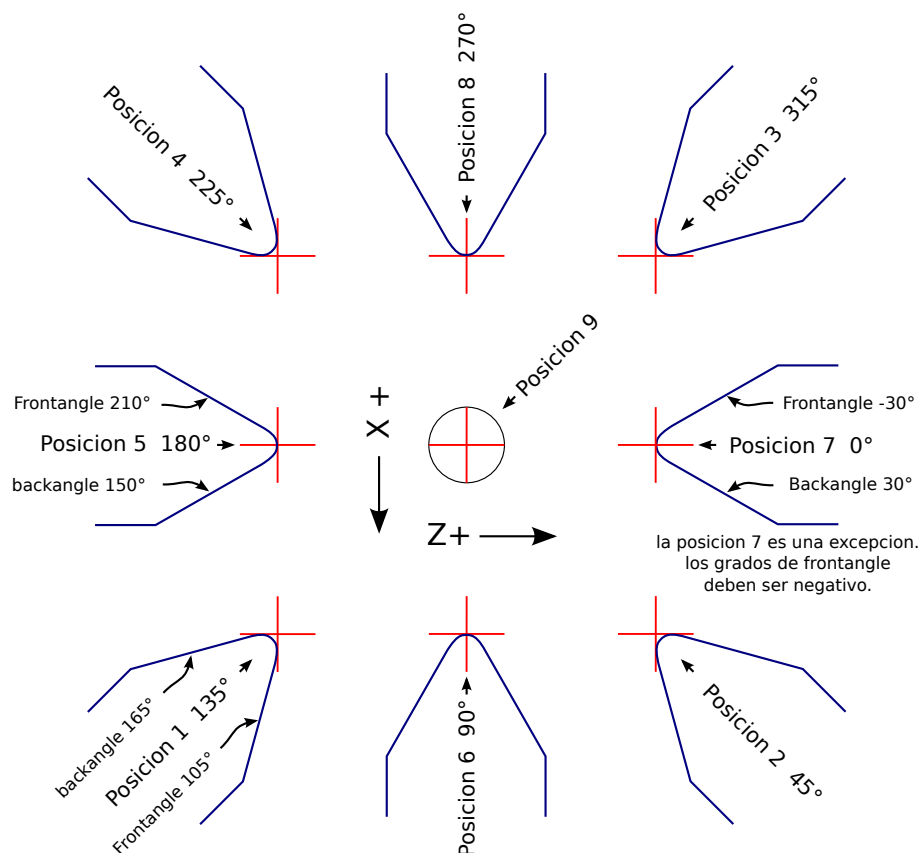 Posicion 4 225°
Posicion 8 270°
Posicion 3 315°
Posicion 9
Frontangle 210°
X +
Frontangle -30°
Posicion 5 180°
Posicion 7 0°
backangle 150°
Backangle 30°
Z+
la posicion 7 es una excepcion.
los grados de frontangle
deben ser negativo.
backangle 165°
Posicion 1 135°
Frontangle 105°
Posicion 6 90°
Posicion 2 45°